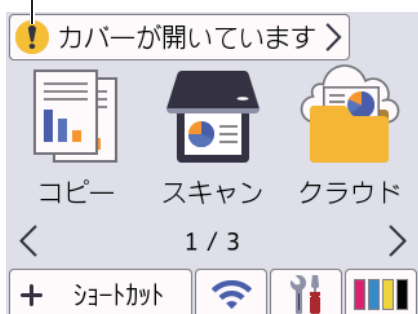 ! カバーが開いています >
コピー スキャン クラウド
< 1 / 3 >
+ ショートカット